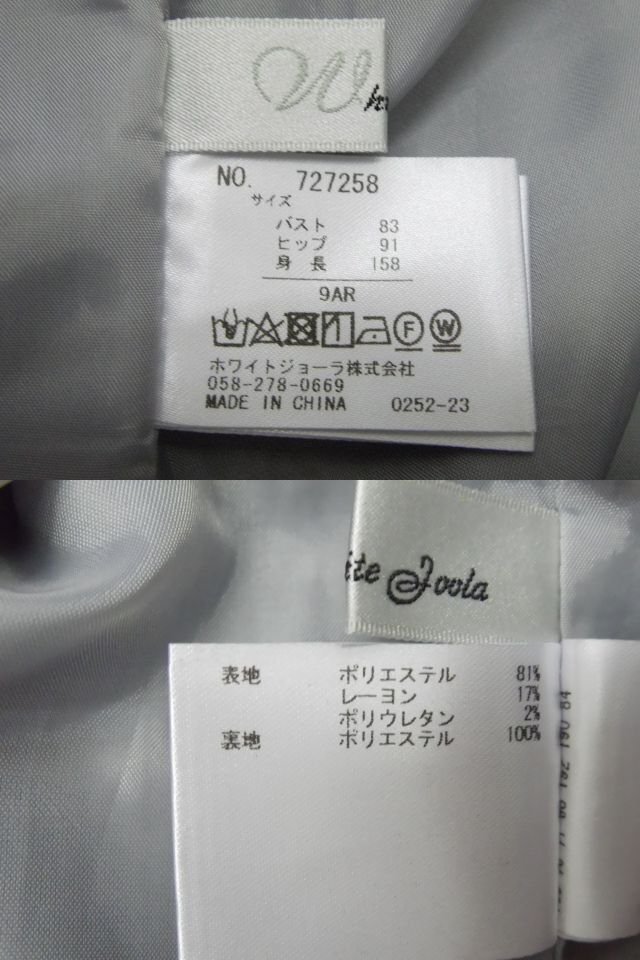 Whi
NO. 727258
サイズ
バスト 83
ヒップ 91
身長 158
9AR
F W
ホワイトジョーラ株式会社
058-278-0669
MADE IN CHINA 0252-23
ite Joola
表地 ポリエステル 81%
レーヨン 17%
ポリウレタン 2%
裏地 ポリエステル 100%